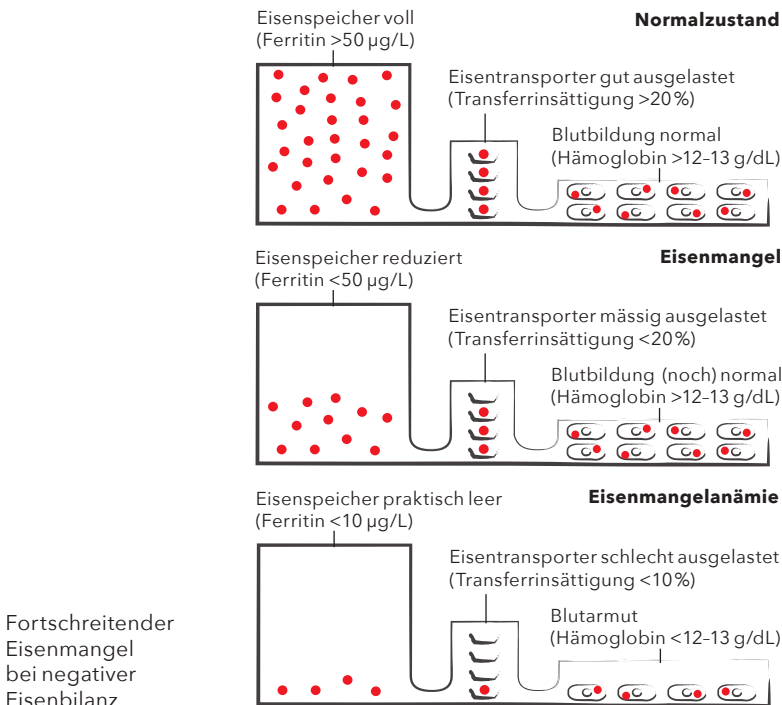 Eisenspeicher voll
(Ferritin >50 µg/L)
Normalzustand
Eisentransporter gut ausgelastet
(Transferrinsättigung >20%)
Blutbildung normal
(Hämoglobin >12–13 g/dL)
Eisenspeicher reduziert
(Ferritin <50 µg/L)
Eisenmangel
Eisentransporter mässig ausgelastet
(Transferrinsättigung <20%)
Blutbildung (noch) normal
(Hämoglobin >12–13 g/dL)
Eisenspeicher praktisch leer
(Ferritin <10 µg/L)
Eisenmangelanämie
Eisentransporter schlecht ausgelastet
(Transferrinsättigung <10%)
Blutarmut
(Hämoglobin <12–13 g/dL)
Fortschreitender
Eisenmangel
bei negativer
Eisenbilanz